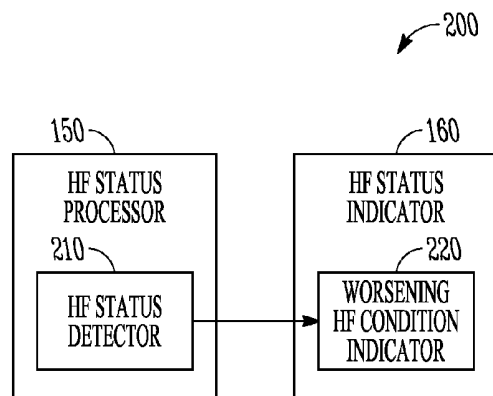 200
150
160
HF STATUS
PROCESSOR
HF STATUS
INDICATOR
210
220
HF STATUS
DETECTOR
WORSENING
HF CONDITION
INDICATOR